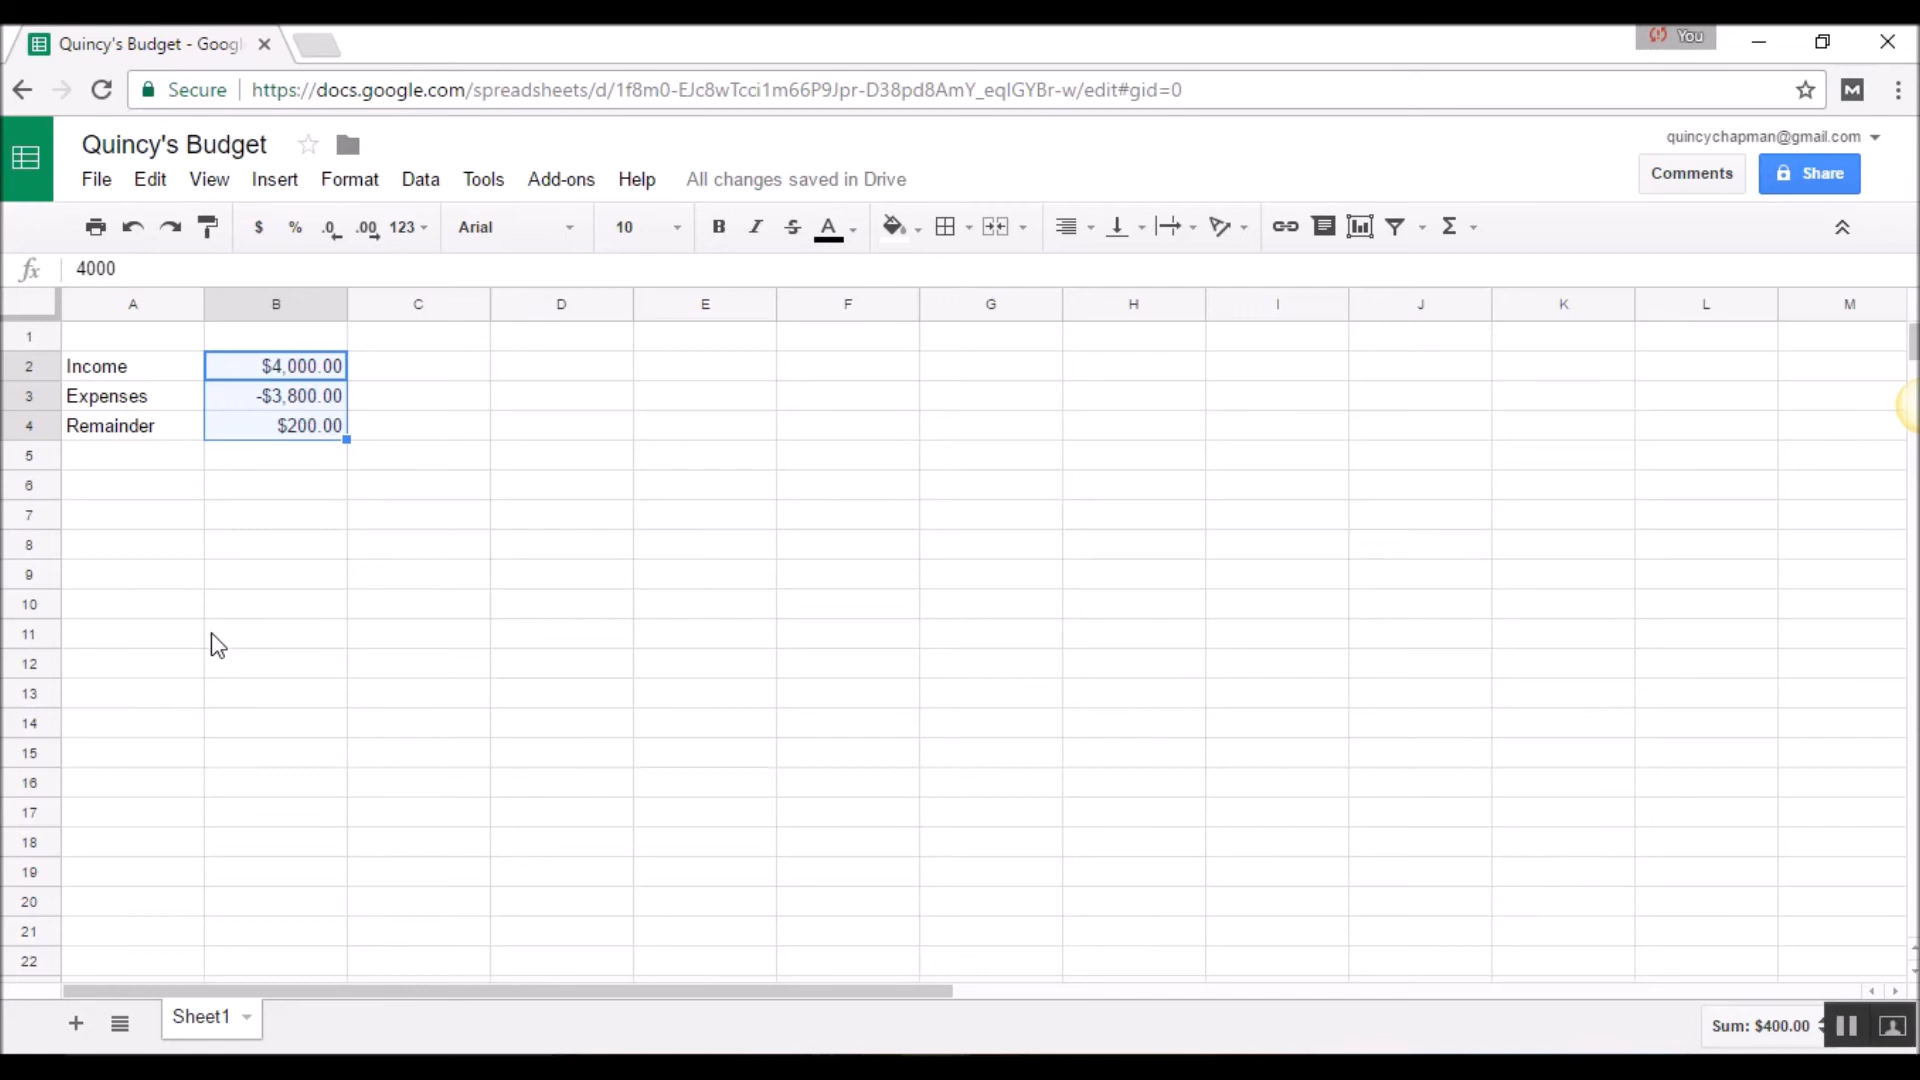 Quincy's Budget - Goog
You
Secure https://docs.google.com/spreadsheets/d/1f8m0-EJc8wTcci1m66P9Jpr-D38pd8AmY_eqIGYBr-w/edit#gid=0
Quincy's Budget
quincychapman@gmail.com
File Edit View Insert Format Data Tools Add-ons Help All changes saved in Drive
Comments Share
$ % .0 .00 123 Arial 10 B I S A Σ
fx 4000
A B C D E F G H I J K L M
1
2 Income $4,000.00
3 Expenses -$3,800.00
4 Remainder $200.00
5
6
7
8
9
10
11
12
13
14
15
16
17
18
19
20
21
22
+ Sheet1 Sum: $400.00